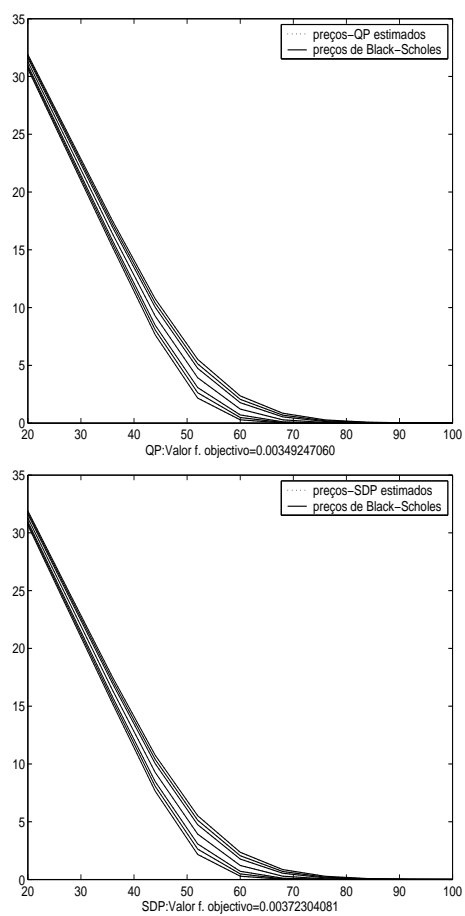 35
30
25
20
15
10
5
0
preços−QP estimados
preços de Black−Scholes
20 30 40 50 60 70 80 90 100
QP:Valor f. objectivo=0.00349247060
35
30
25
20
15
10
5
0
preços−SDP estimados
preços de Black−Scholes
20 30 40 50 60 70 80 90 100
SDP:Valor f. objectivo=0.00372304081